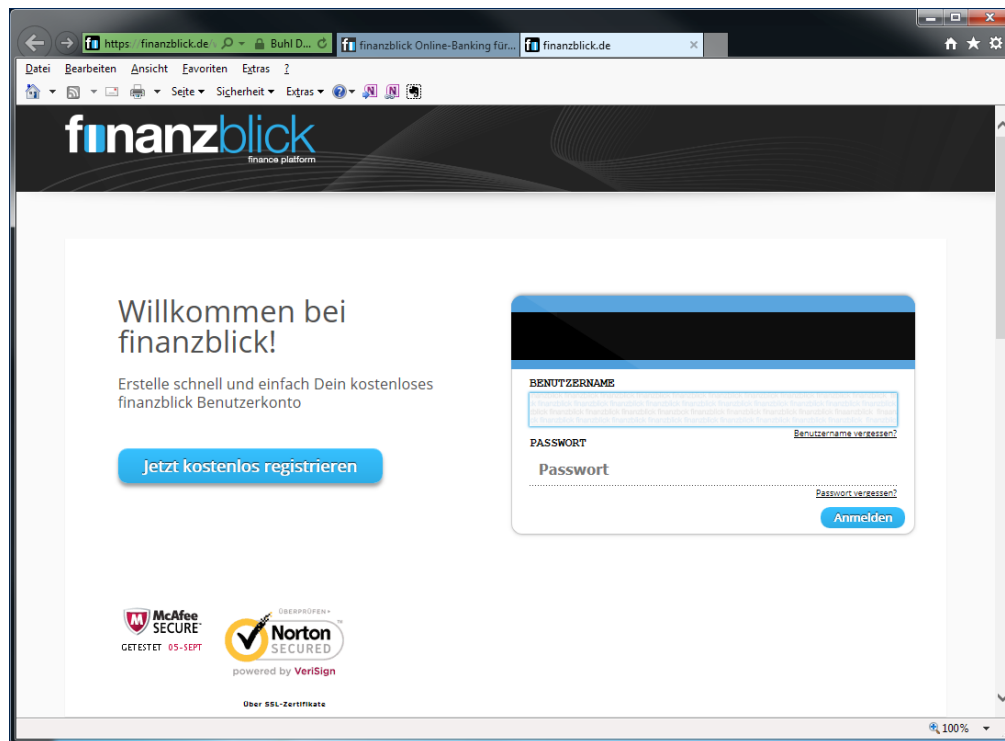 https://finanzblick.de/
Buhl D...
finanzblick Online-Banking für...
finanzblick.de
Datei Bearbeiten Ansicht Favoriten Extras ?
Seite Sicherheit Extras
finanzblick
finance platform
Willkommen bei
finanzblick!
Erstelle schnell und einfach Dein kostenloses
finanzblick Benutzerkonto
Jetzt kostenlos registrieren
BENUTZERNAME
Benutzername vergessen?
PASSWORT
Passwort
Passwort vergessen?
Anmelden
McAfee
SECURE
GETESTET 05-SEPT
ÜBERPRÜFEN
Norton
SECURED
powered by VeriSign
Über SSL-Zertifikate
100%